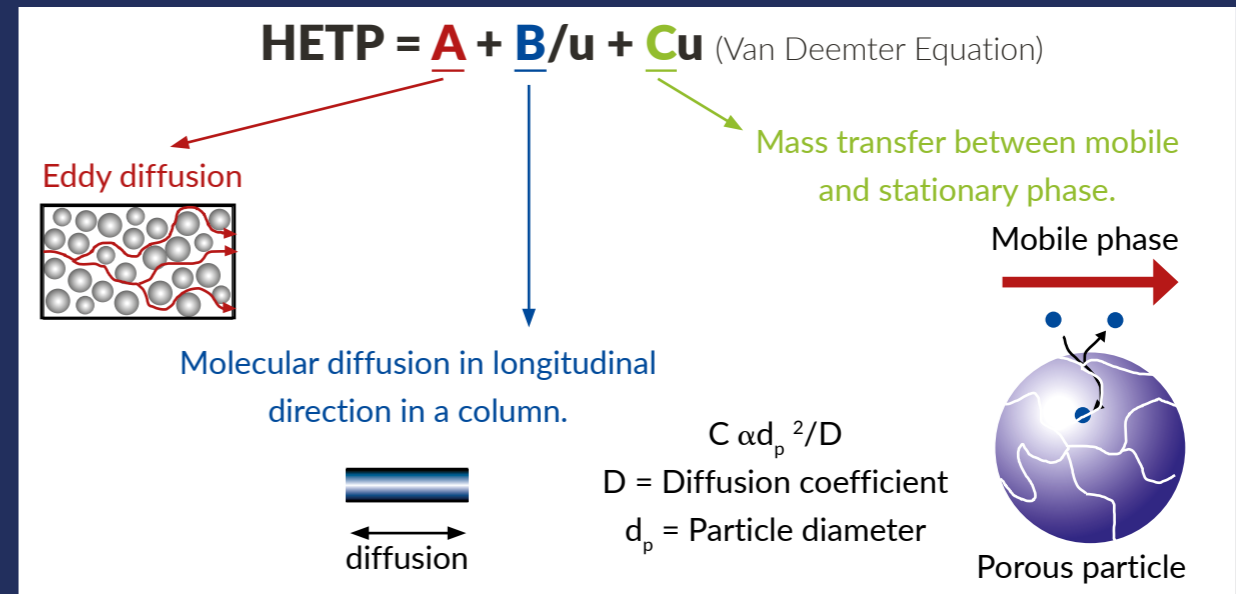 HETP = A + B/u + Cu (Van Deemter Equation)
Eddy diffusion
Mass transfer between mobile
and stationary phase.
Mobile phase
Molecular diffusion in longitudinal
direction in a column.
diffusion
C αdₚ ²/D
D = Diffusion coefficient
dₚ = Particle diameter
Porous particle